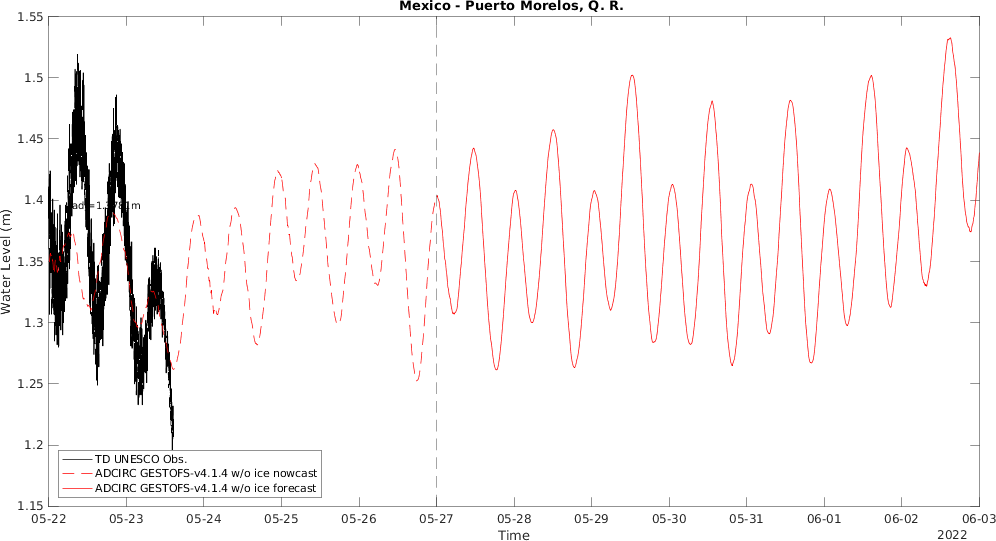 Mexico - Puerto Morelos, Q. R.
1.55
1.5
1.45
1.4
1.35
1.3
1.25
1.2
1.15
Water Level (m)
TD UNESCO Obs.
ADCIRC GESTOFS-v4.1.4 w/o ice nowcast
ADCIRC GESTOFS-v4.1.4 w/o ice forecast
05-22 05-23 05-24 05-25 05-26 05-27 05-28 05-29 05-30 05-31 06-01 06-02 06-03
Time
2022